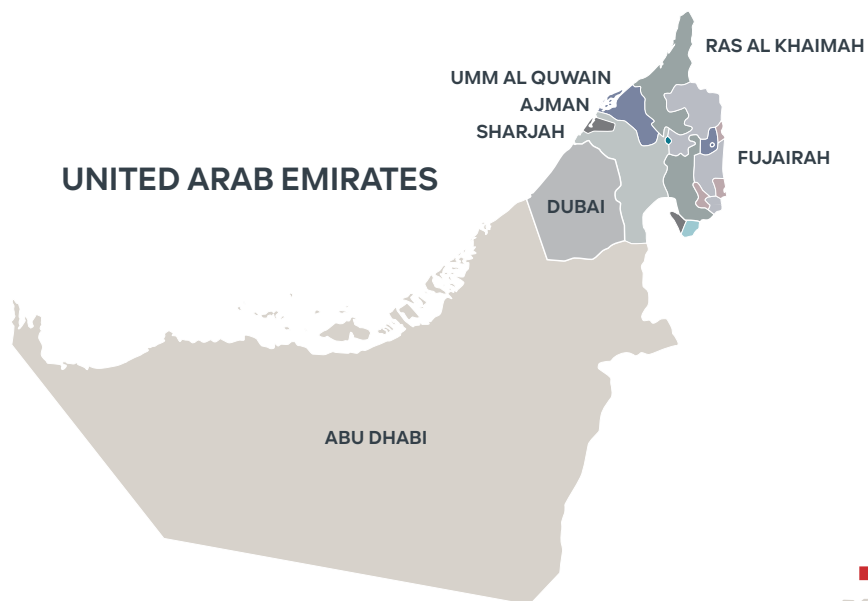 RAS AL KHAIMAH
UMM AL QUWAIN
AJMAN
SHARJAH
FUJAIRAH
UNITED ARAB EMIRATES
DUBAI
ABU DHABI